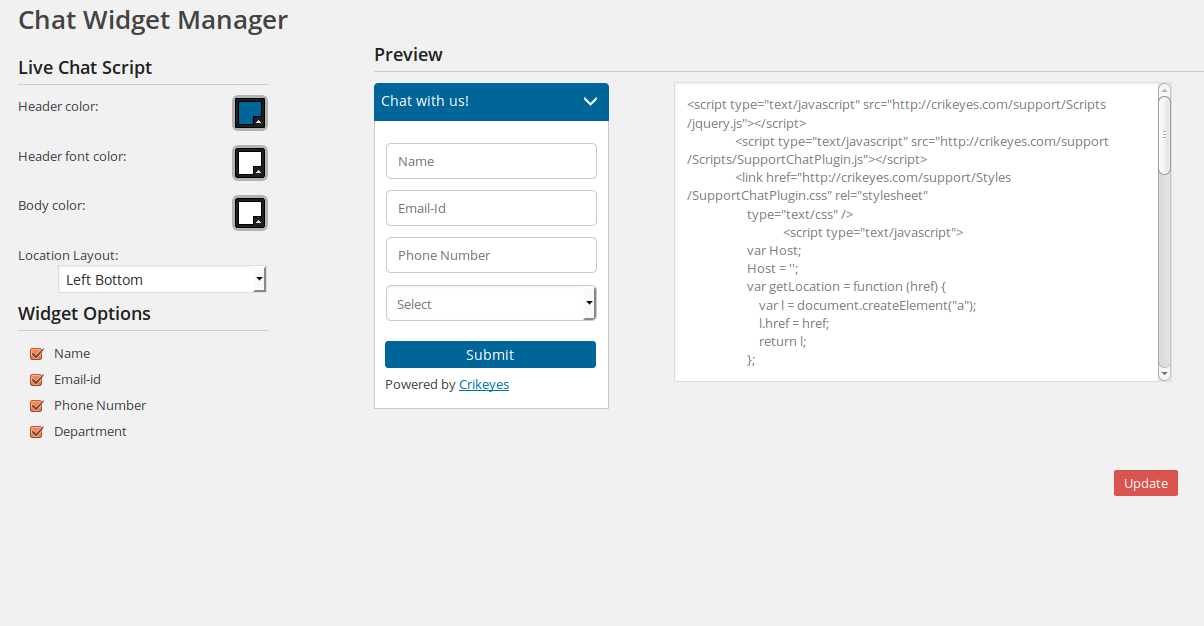 Chat Widget Manager
Live Chat Script
Header color:
Header font color:
Body color:
Location Layout:
Left Bottom
Widget Options
Name
Email-id
Phone Number
Department
Preview
Chat with us!
Name
Email-Id
Phone Number
Select
Submit
Powered by Crikeyes
<script type="text/javascript" src="http://crikeyes.com/support/Scripts
/jquery.js"></script>
<script type="text/javascript" src="http://crikeyes.com/support
/Scripts/SupportChatPlugin.js"></script>
<link href="http://crikeyes.com/support/Styles
/SupportChatPlugin.css" rel="stylesheet"
type="text/css" />
<script type="text/javascript">
var Host;
Host = '';
var getLocation = function (href) {
var l = document.createElement("a");
l.href = href;
return l;
};
Update